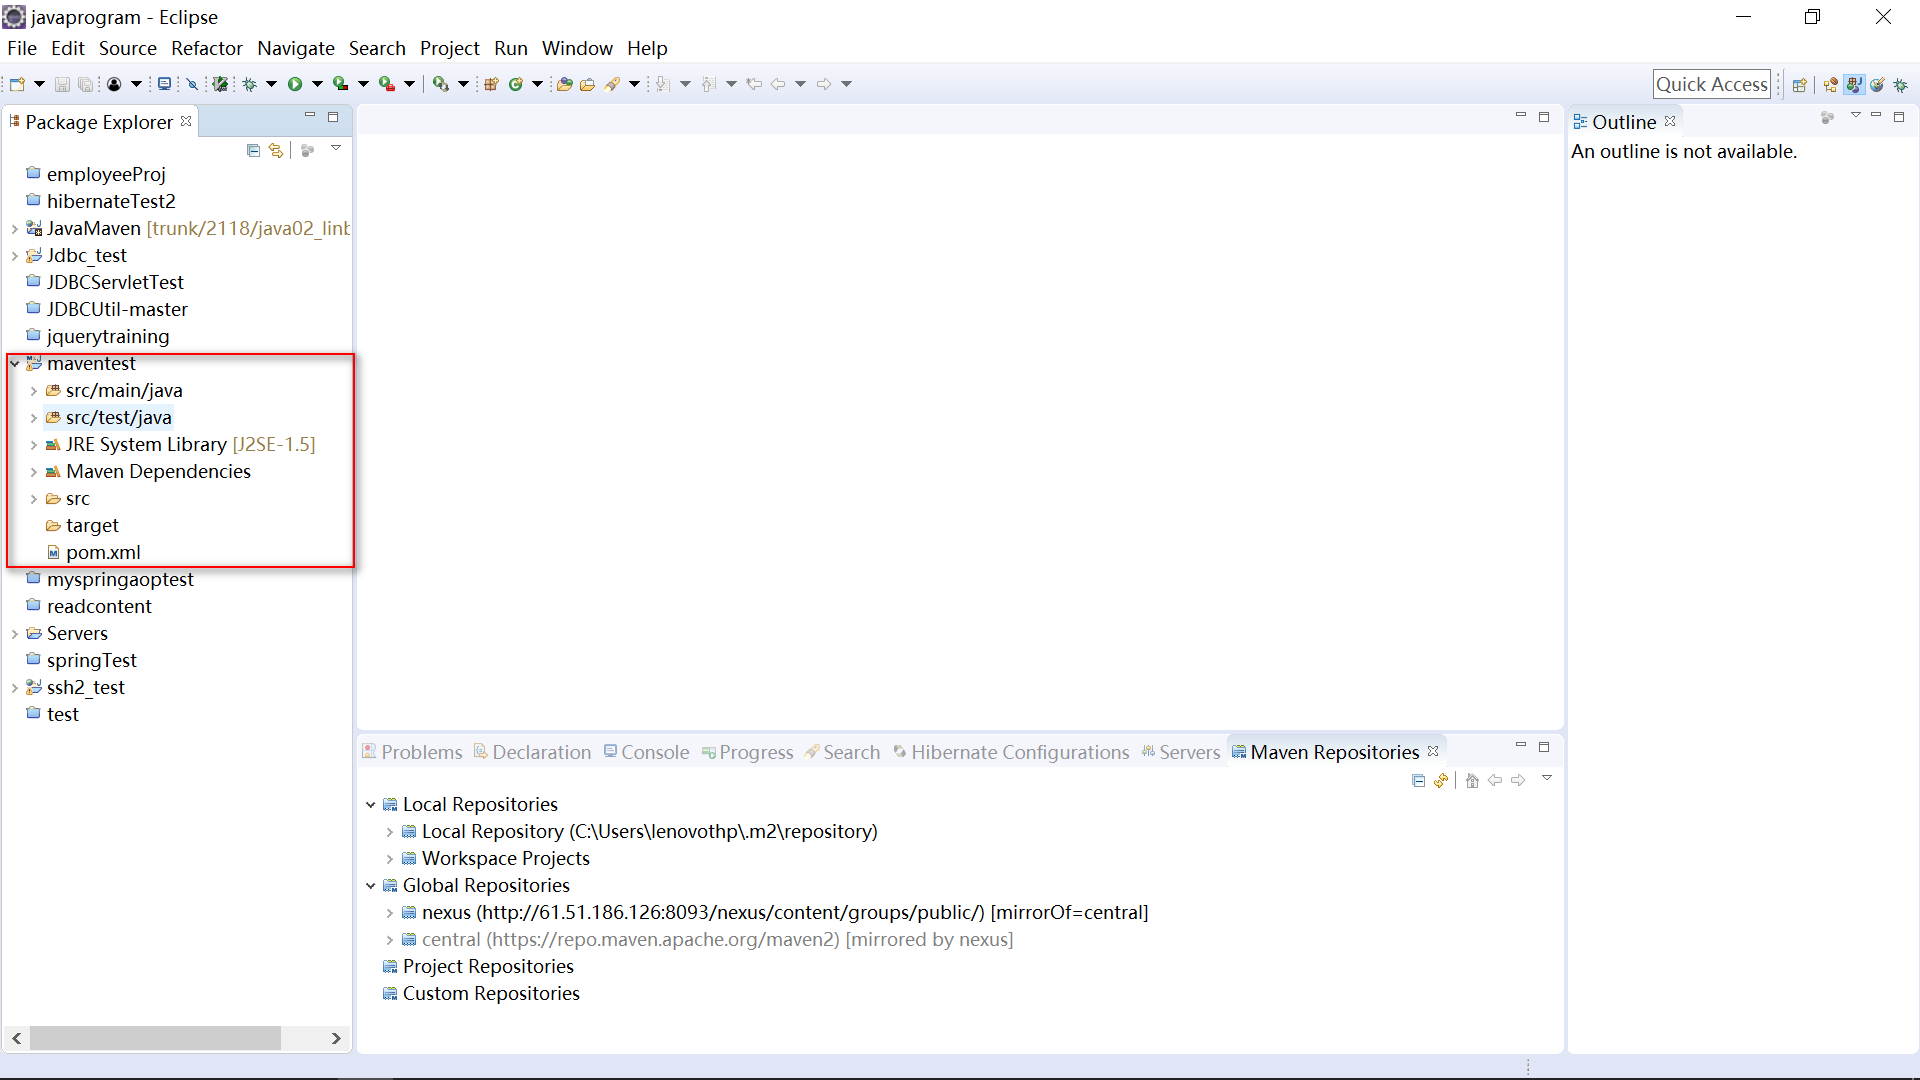 javaprogram - Eclipse
File Edit Source Refactor Navigate Search Project Run Window Help
Quick Access
Package Explorer
employeeProj
hibernateTest2
JavaMaven [trunk/2118/java02_linb
Jdbc_test
JDBCServletTest
JDBCUtil-master
jquerytraining
maventest
src/main/java
src/test/java
JRE System Library [J2SE-1.5]
Maven Dependencies
src
target
pom.xml
myspringaoptest
readcontent
Servers
springTest
ssh2_test
test
Outline
An outline is not available.
Problems Declaration Console Progress Search Hibernate Configurations Servers Maven Repositories
Local Repositories
Local Repository (C:\Users\lenovothp\.m2\repository)
Workspace Projects
Global Repositories
nexus (http://61.51.186.126:8093/nexus/content/groups/public/) [mirrorOf=central]
central (https://repo.maven.apache.org/maven2) [mirrored by nexus]
Project Repositories
Custom Repositories